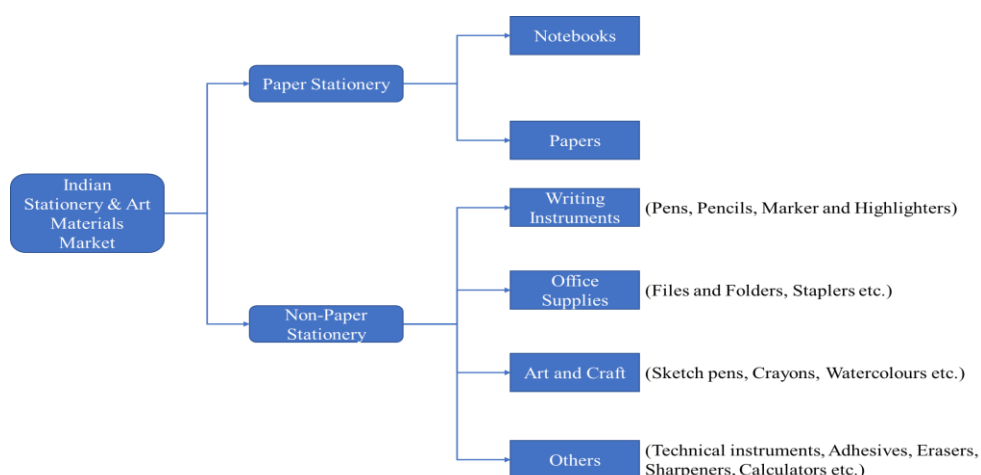 Indian
Stationery & Art
Materials
Market
Paper Stationery
Notebooks
Papers
Non-Paper
Stationery
Writing
Instruments
(Pens, Pencils, Marker and Highlighters)
Office
Supplies
(Files and Folders, Staplers etc.)
Art and Craft
(Sketch pens, Crayons, Watercolours etc.)
Others
(Technical instruments, Adhesives, Erasers,
Sharpeners, Calculators etc.)